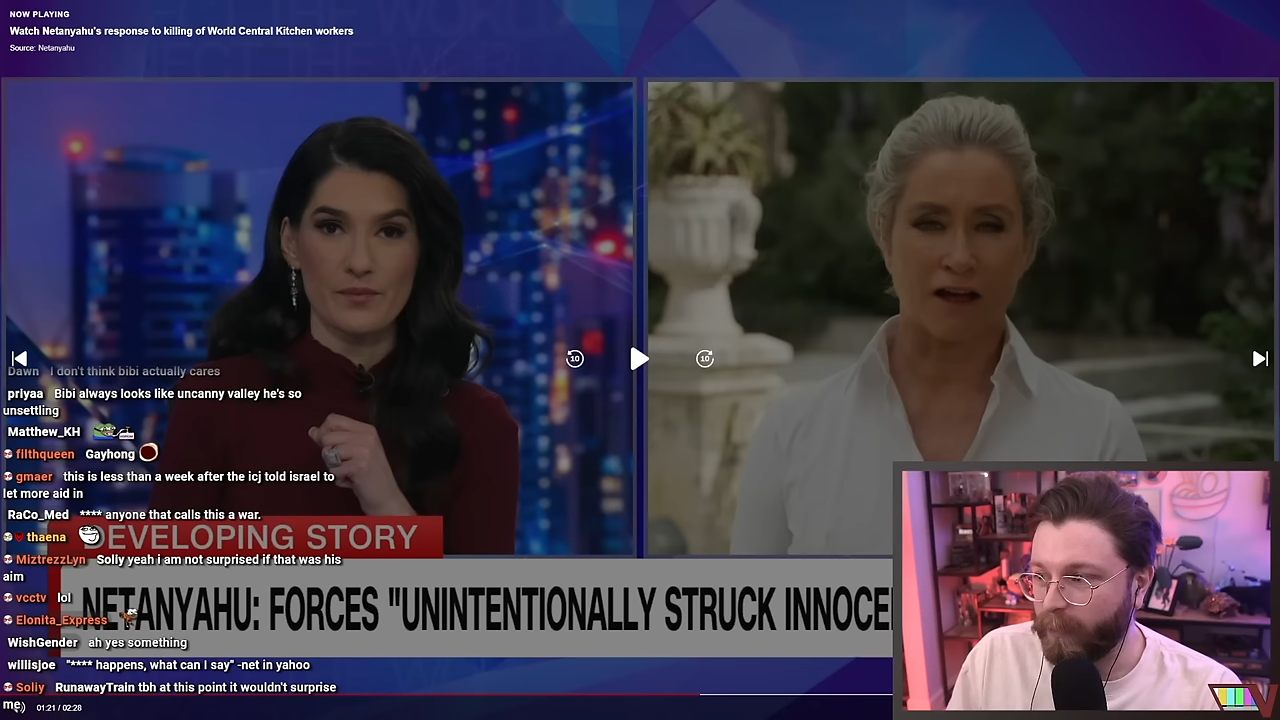 NOW PLAYING
Watch Netanyahu's response to killing of World Central Kitchen workers
Source: Netanyahu
10
10
Dawn I don't think bibi actually cares
priyaa Bibi always looks like uncanny valley he's so
unsettling
Matthew_KH
filthqueen Gayhong
gmaer this is less than a week after the icj told israel to
let more aid in
RaCo_Med **** anyone that calls this a war.
thaena
DEVELOPING STORY
MiztrezzLyn Solly yeah i am not surprised if that was his
aim
vcctv lol
NETANYAHU: FORCES "UNINTENTIONALLY STRUCK INNOCE
Elonita_Express
WishGender ah yes something
willisjoe "**** happens, what can I say" -net in yahoo
Solly RunawayTrain tbh at this point it wouldn't surprise
me
01:21 / 02:28